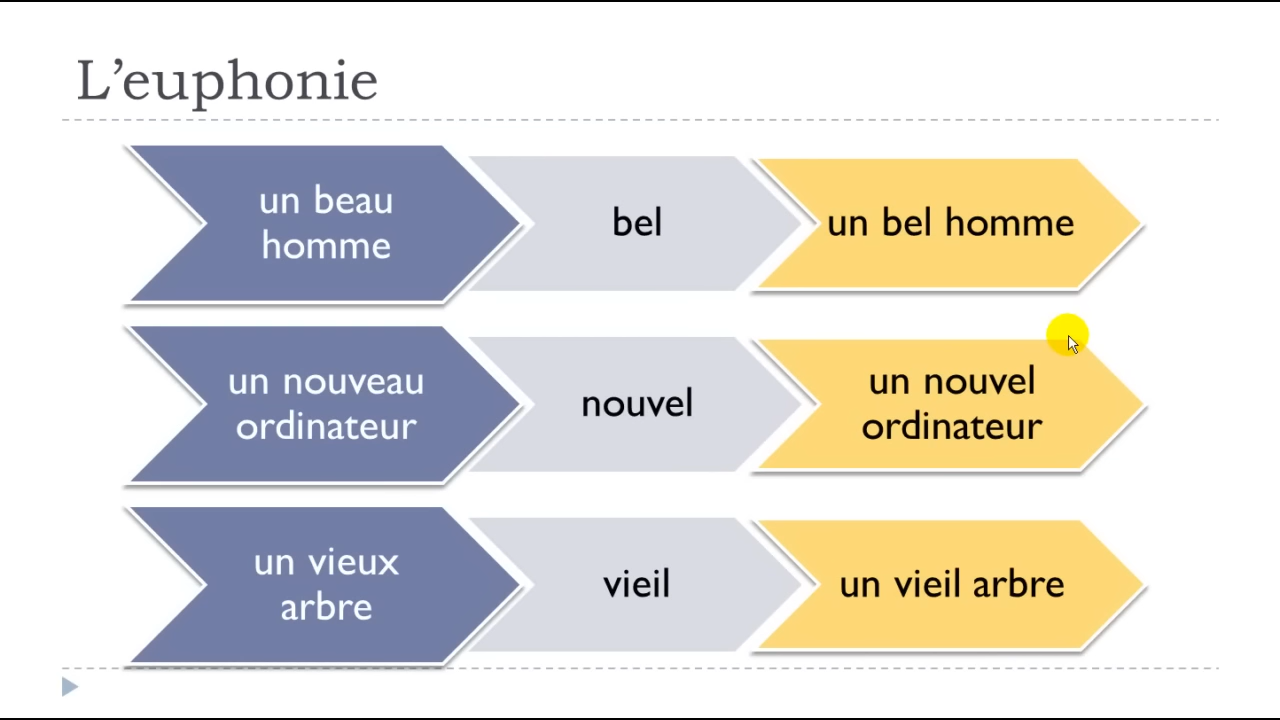 L’euphonie
un beau
homme
bel
un bel homme
un nouveau
ordinateur
nouvel
un nouvel
ordinateur
un vieux
arbre
vieil
un vieil arbre